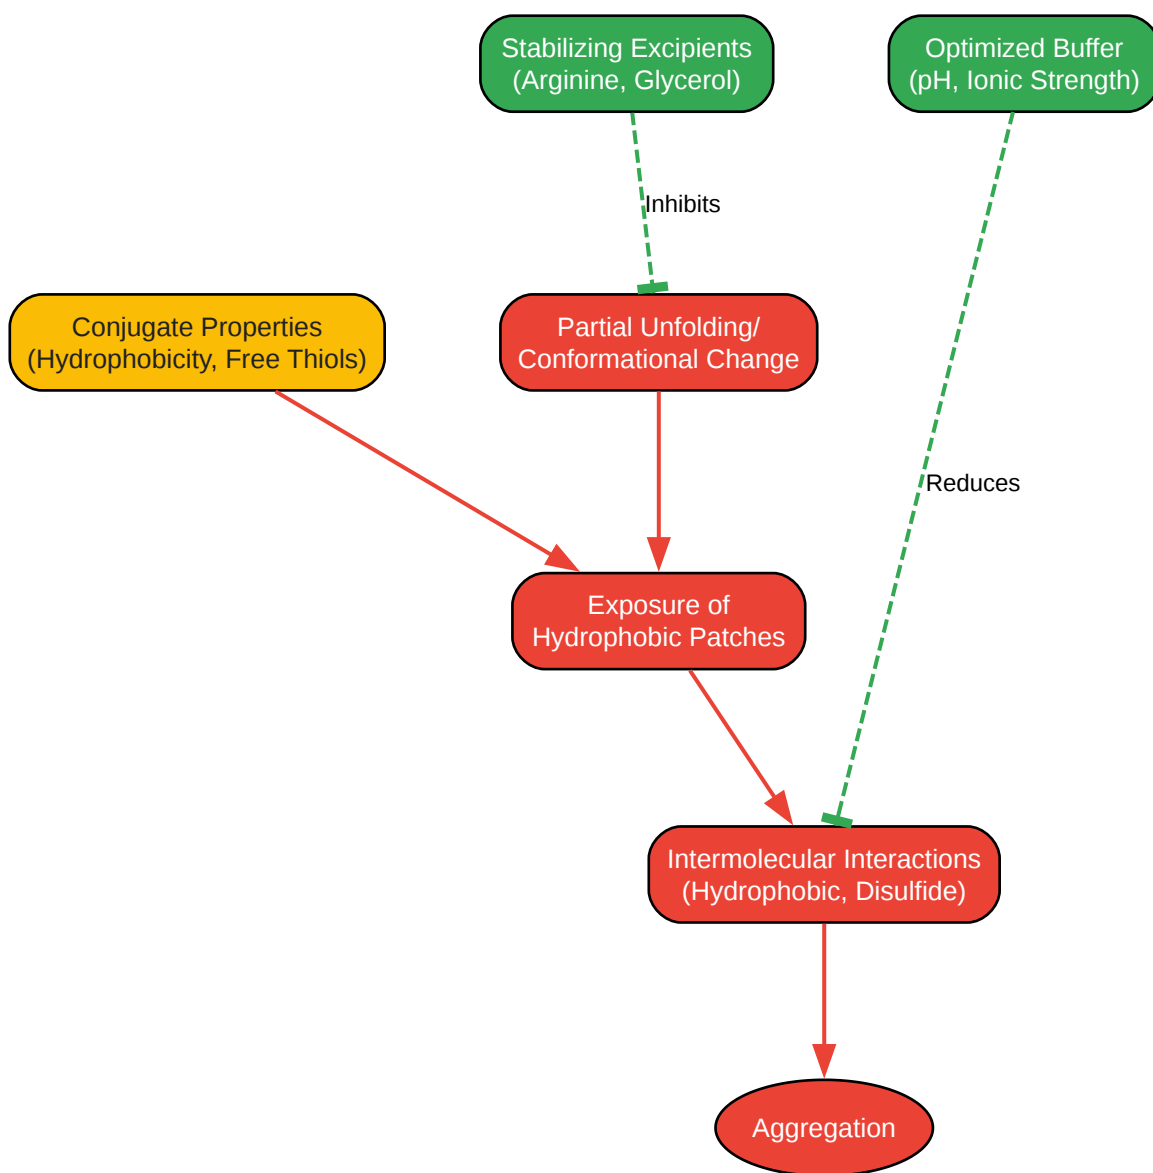 Stabilizing Excipients
(Arginine, Glycerol)
Optimized Buffer
(pH, Ionic Strength)
Inhibits
Conjugate Properties
(Hydrophobicity, Free Thiols)
Partial Unfolding/
Conformational Change
Reduces
Exposure of
Hydrophobic Patches
Intermolecular Interactions
(Hydrophobic, Disulfide)
Aggregation